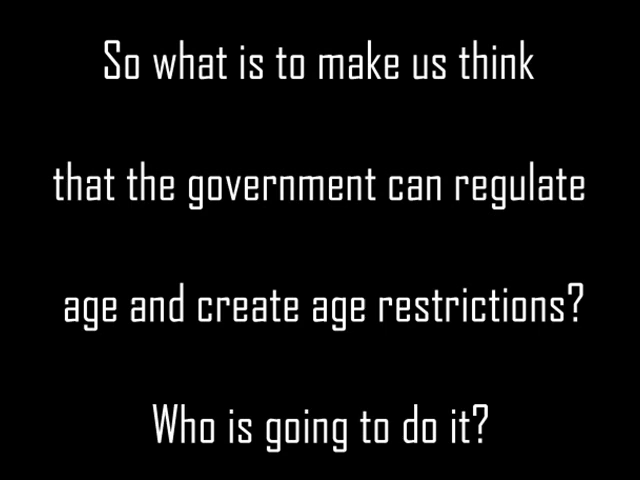 So what is to make us think
that the government can regulate
age and create age restrictions?
Who is going to do it?